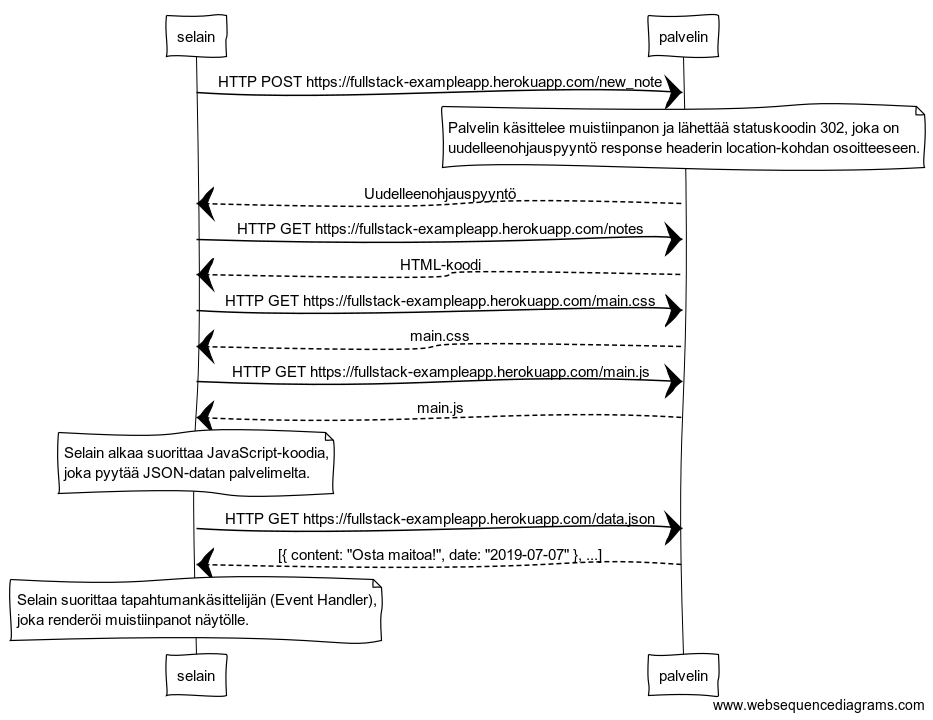 selain
palvelin
HTTP POST https://fullstack-exampleapp.herokuapp.com/new_note
Palvelin käsittelee muistiinpanon ja lähettää statuskoodin 302, joka on
uudelleenohjauspyyntö response headerin location-kohdan osoitteeseen.
Uudelleenohjauspyyntö
HTTP GET https://fullstack-exampleapp.herokuapp.com/notes
HTML-koodi
HTTP GET https://fullstack-exampleapp.herokuapp.com/main.css
main.css
HTTP GET https://fullstack-exampleapp.herokuapp.com/main.js
main.js
Selain alkaa suorittaa JavaScript-koodia,
joka pyytää JSON-datan palvelimelta.
HTTP GET https://fullstack-exampleapp.herokuapp.com/data.json
[{ content: "Osta maitoa!", date: "2019-07-07" }, ...]
Selain suorittaa tapahtumankäsittelijän (Event Handler),
joka renderöi muistiinpanot näytölle.
selain
palvelin
www.websequencediagrams.com